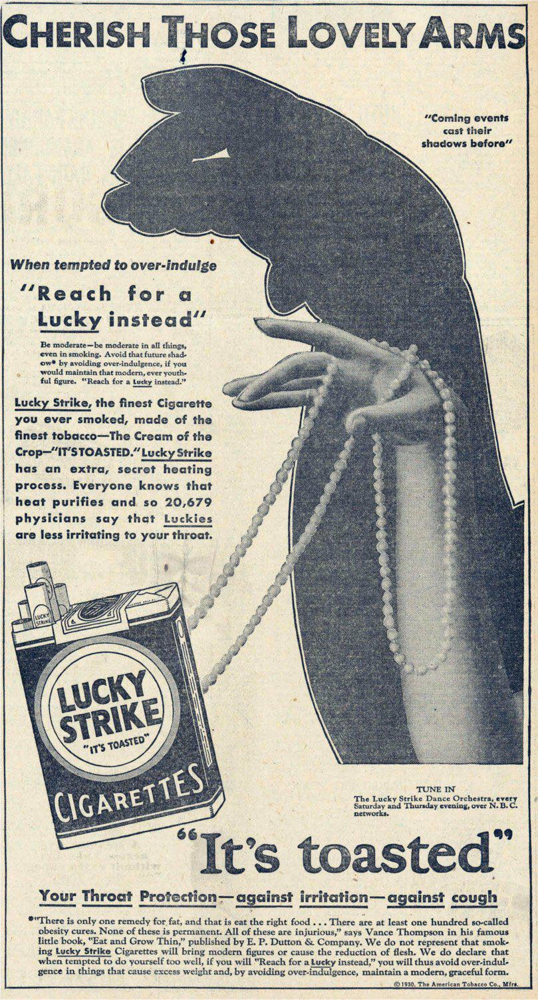 CHERISH THOSE LOVELY ARMS
"Coming events
cast their
shadows before"
When tempted to over-indulge
"Reach for a
Lucky instead"
Be moderate—be moderate in all things,
even in smoking. Avoid that future shad-
ow* by avoiding over-indulgence, if you
would maintain that modern, ever youth-
ful figure. "Reach for a Lucky instead."
Lucky Strike, the finest Cigarette
you ever smoked, made of the
finest tobacco—The Cream of the
Crop—"IT'S TOASTED." Lucky Strike
has an extra, secret heating
process. Everyone knows that
heat purifies and so 20,679
physicians say that Luckies
are less irritating to your throat.
LUCKY
STRIKE
LUCKY
STRIKE
"IT'S TOASTED"
CIGARETTES
TUNE IN
The Lucky Strike Dance Orchestra, every
Saturday and Thursday evening, over N. B. C.
networks.
"It's toasted"
Your Throat Protection—against irritation—against cough
*"There is only one remedy for fat, and that is eat the right food . . . There are at least one hundred so-called
obesity cures. None of these is permanent. All of these are injurious," says Vance Thompson in his famous
little book, "Eat and Grow Thin," published by E. P. Dutton & Company. We do not represent that smok-
ing Lucky Strike Cigarettes will bring modern figures or cause the reduction of flesh. We do declare that
when tempted to do yourself too well, if you will "Reach for a Lucky instead," you will thus avoid over-indul-
gence in things that cause excess weight and, by avoiding over-indulgence, maintain a modern, graceful form.
© 1930, The American Tobacco Co., Mfrs.